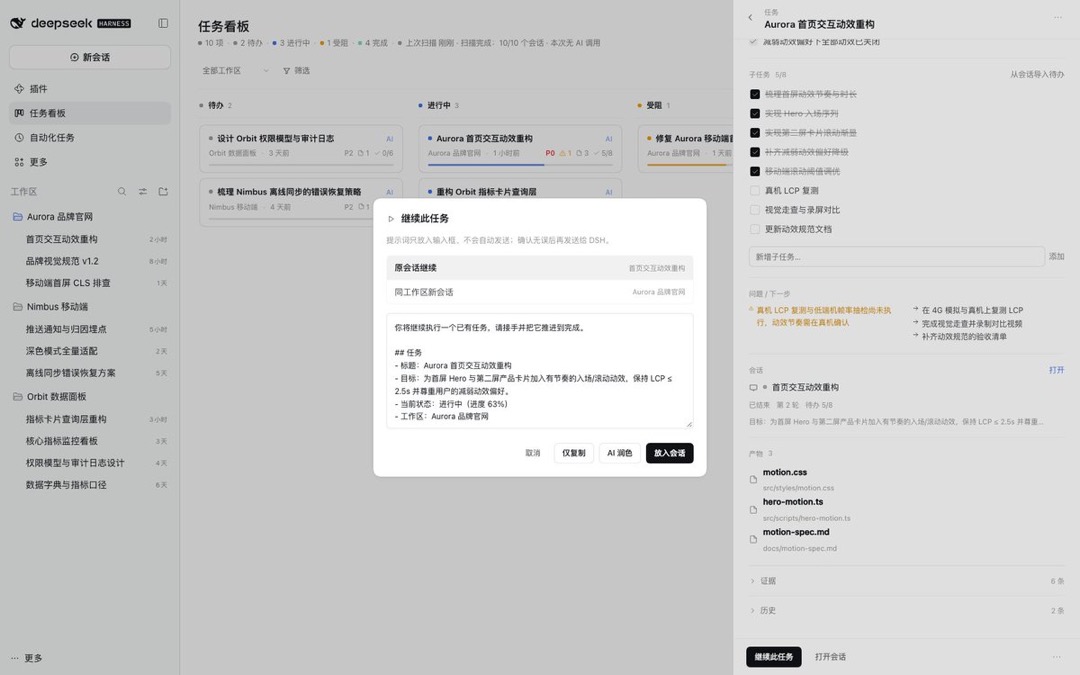 deepseek HARNESS
新会话
插件
任务看板
自动化任务
更多
工作区
Aurora 品牌官网
首页交互动效重构 2 小时
品牌视觉规范 v1.2 8 小时
移动端首屏 CLS 排查 1 天
Nimbus 移动端
推送通知与归因埋点 5 小时
深色模式全量适配 2 天
离线同步错误恢复方案 5 天
Orbit 数据面板
指标卡片查询层重构 3 小时
核心指标监控看板 3 天
权限模型与审计日志设计 4 天
数据字典与指标口径 6 天
更多
任务看板
10 项 · 2 待办 · 3 进行中 · 1 受阻 · 4 完成 · 上次扫描 刚刚 · 扫描完成：10/10 个会话 · 本次无 AI 调用
全部工作区 筛选
待办 2
设计 Orbit 权限模型与审计日志 AI
Orbit 数据面板 · 3 天前 P2 1 0/6
梳理 Nimbus 离线同步的错误恢复策略 AI
Nimbus 移动端 · 4 天前 P2 1
进行中 3
Aurora 首页交互动效重构 AI
Aurora 品牌官网 · 1 小时前 P0 1 3 5/8
重构 Orbit 指标卡片查询层 AI
受阻 1
修复 Aurora 移动端首
Aurora 品牌官网 · 1 天前
继续此任务
提示词只放入输入框，不会自动发送；确认无误后再发送给 DSH。
原会话继续 首页交互动效重构
同工作区新会话 Aurora 品牌官网
你将继续执行一个已有任务，请接手并把它推进到完成。
## 任务
- 标题：Aurora 首页交互动效重构
- 目标：为首屏 Hero 与第二屏产品卡片加入有节奏的入场/滚动动效，保持 LCP ≤
2.5s 并尊重用户的减弱动效偏好。
- 当前状态：进行中（进度 63%）
- 工作区：Aurora 品牌官网
取消 仅复制 AI 润色 放入会话
任务
Aurora 首页交互动效重构
减弱动效偏好下全部动效已关闭
子任务 5/8 从会话导入待办
梳理首屏动效节奏与时长
实现 Hero 入场序列
实现第二屏卡片滚动渐显
补齐减弱动效偏好降级
移动端滚动阈值调优
真机 LCP 复测
视觉走查与录屏对比
更新动效规范文档
新增子任务... 添加
问题 / 下一步
真机 LCP 复测与低端机帧率抽检尚未执
行，动效节奏需在真机确认
→ 在 4G 模拟与真机上复测 LCP
→ 完成视觉走查并录制对比视频
→ 补齐动效规范的验收清单
会话 打开
首页交互动效重构
已结束 第 2 轮 待办 5/8
目标：为首屏 Hero 与第二屏产品卡片加入有节奏的入场/滚动动效，保持 LCP ≤ 2.5s 并尊重...
产物 3
motion.css
src/styles/motion.css
hero-motion.ts
src/scripts/hero-motion.ts
motion-spec.md
docs/motion-spec.md
证据 6 条
历史 2 条
继续此任务 打开会话